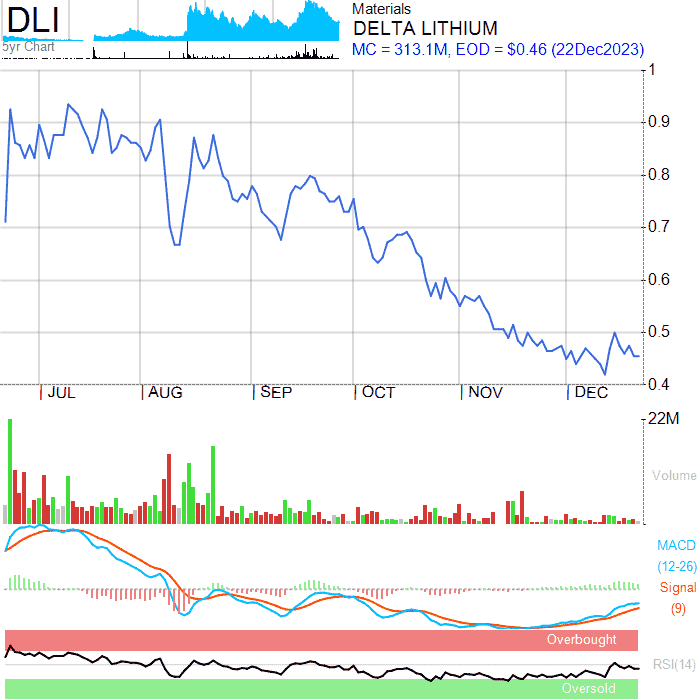 DLI
5yr Chart
Materials
DELTA LITHIUM
MC = 313.1M, EOD = $0.46 (22Dec2023)
1
0.9
0.8
0.7
0.6
0.5
0.4
JUL AUG SEP OCT NOV DEC
22M
Volume
MACD
(12-26)
Signal
(9)
Overbought
RSI(14)
Oversold